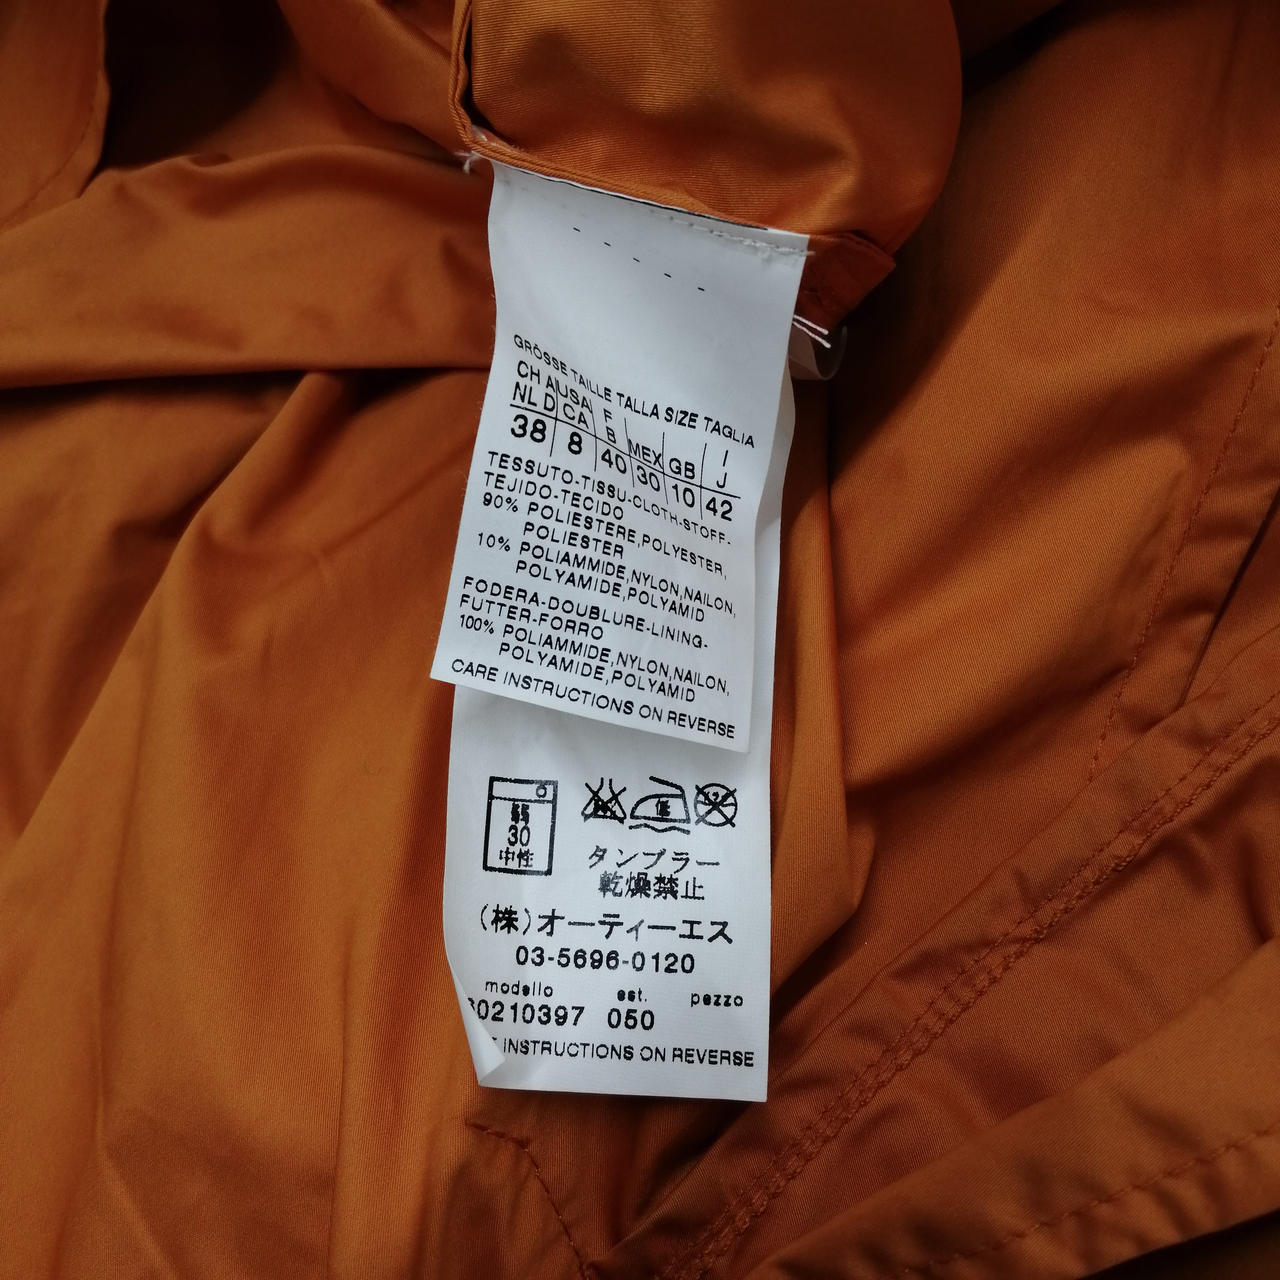 GRÖSSE TAILLE TALLA SIZE TAGLIA
CH A USA F MEX GB I
NL D CA B J
38 8 40 30 10 42
TESSUTO-TISSU-CLOTH-STOFF-
TEJIDO-TECIDO
90% POLIESTERE,POLYESTER,
POLIESTER
10% POLIAMMIDE,NYLON,NAILON,
POLYAMIDE,POLYAMID
FODERA-DOUBLURE-LINING-
FUTTER-FORRO
100% POLIAMMIDE,NYLON,NAILON,
POLYAMIDE,POLYAMID
CARE INSTRUCTIONS ON REVERSE
弱
30
中性
低
タンブラー
乾燥禁止
(株)オーティーエス
03-5696-0120
modello est. pezzo
0210397 050
INSTRUCTIONS ON REVERSE